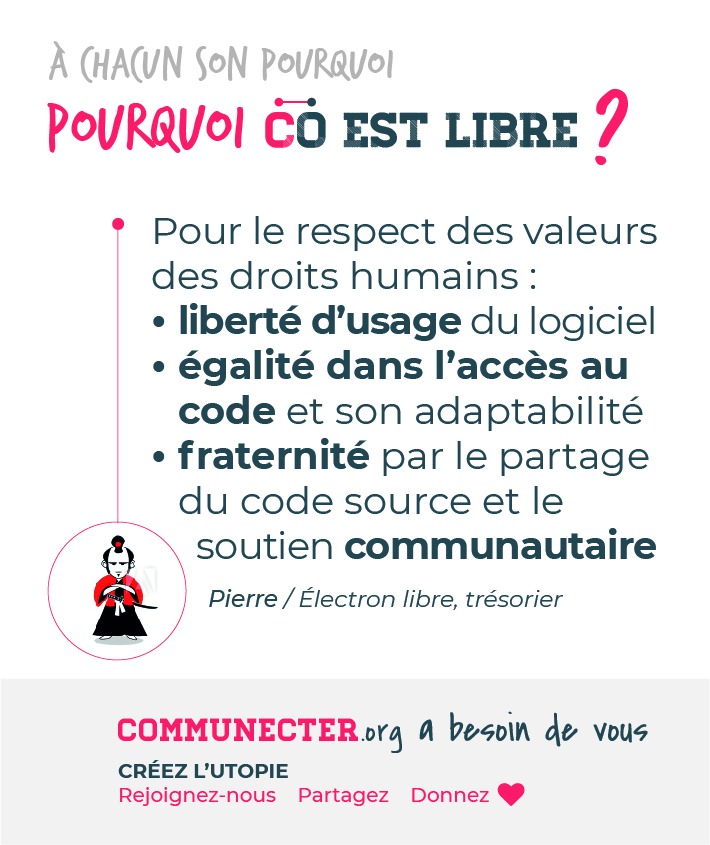 À CHACUN SON POURQUOI
POURQUOI CO EST LIBRE ?
Pour le respect des valeurs
des droits humains :
• liberté d’usage du logiciel
• égalité dans l’accès au
code et son adaptabilité
• fraternité par le partage
du code source et le
soutien communautaire
Pierre / Électron libre, trésorier
COMMUNECTER.org a besoin de vous
CRÉEZ L’UTOPIE
Rejoignez-nous Partagez Donnez